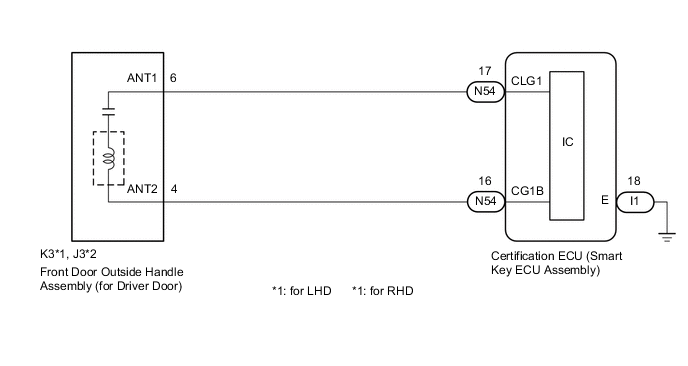 17
ANT1 6
CLG1
N54
IC
16
18
ANT2 4
CG1B
N54
E
I1
K3*1, J3*2
Front Door Outside Handle
Assembly (for Driver Door)
Certification ECU (Smart
Key ECU Assembly)
*1: for LHD *1: for RHD